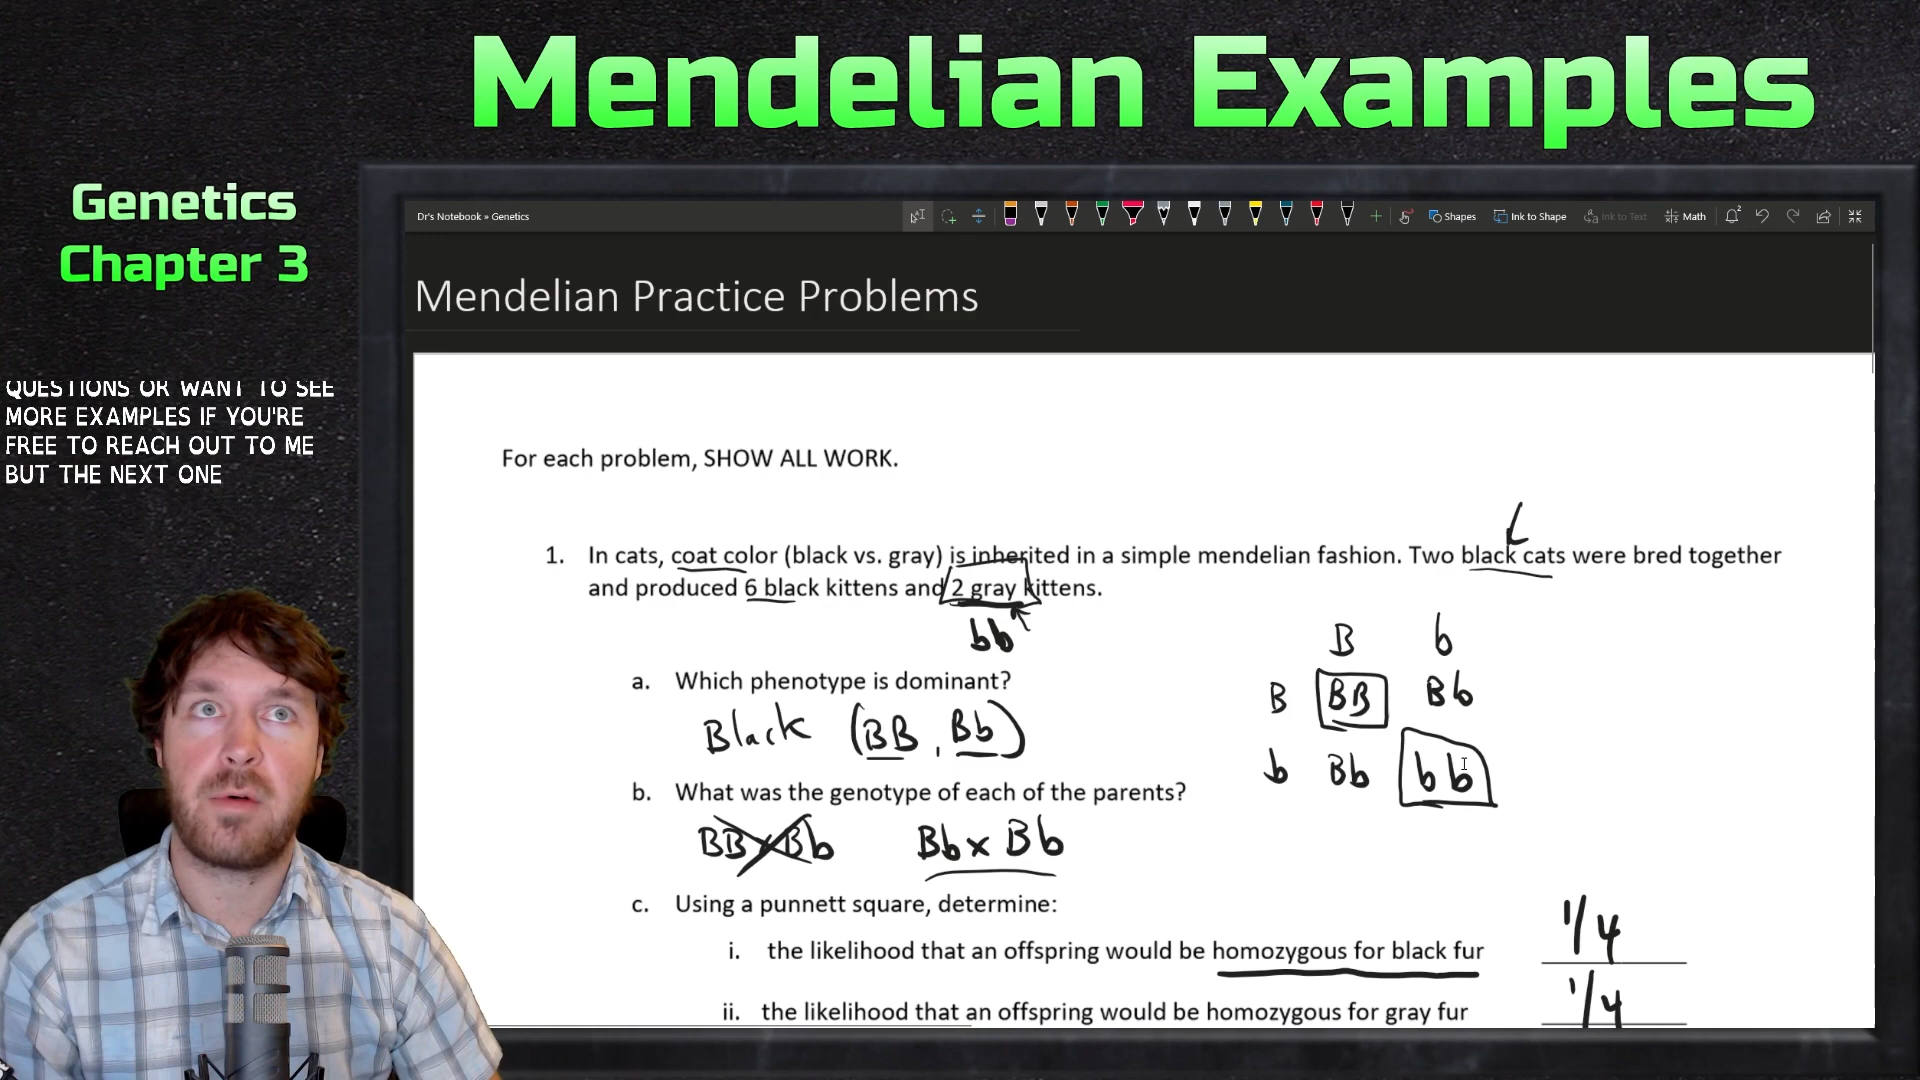 Mendelian Examples
Genetics
Chapter 3
QUESTIONS OR WANT TO SEE
MORE EXAMPLES IF YOU'RE
FREE TO REACH OUT TO ME
BUT THE NEXT ONE
Dr's Notebook » Genetics
Shapes
Ink to Shape
Ink to Text
Math
Mendelian Practice Problems
For each problem, SHOW ALL WORK.
1. In cats, coat color (black vs. gray) is inherited in a simple mendelian fashion. Two black cats were bred together
and produced 6 black kittens and 2 gray kittens.
bb
B b
B BB Bb
b Bb bb
a. Which phenotype is dominant?
Black (BB, Bb)
b. What was the genotype of each of the parents?
BB x Bb Bb x Bb
c. Using a punnett square, determine:
i. the likelihood that an offspring would be homozygous for black fur 1/4
ii. the likelihood that an offspring would be homozygous for gray fur 1/4